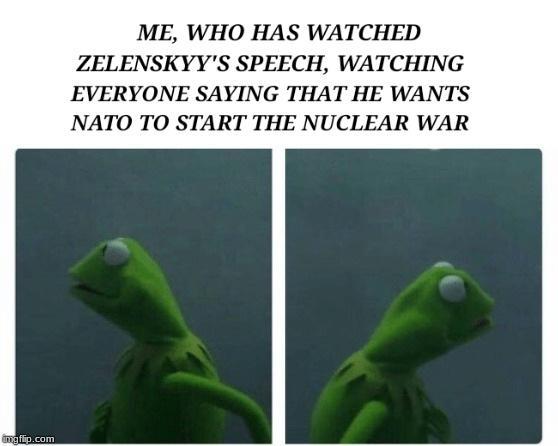 ME, WHO HAS WATCHED
ZELENSKYY'S SPEECH, WATCHING
EVERYONE SAYING THAT HE WANTS
NATO TO START THE NUCLEAR WAR
imgflip.com